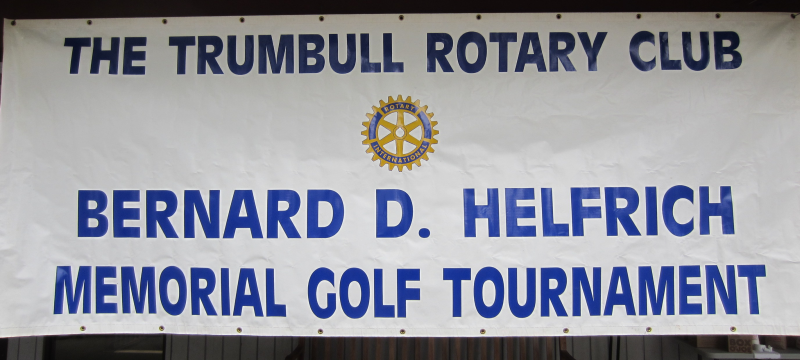 THE TRUMBULL ROTARY CLUB
ROTARY
INTERNATIONAL
BERNARD D. HELFRICH
MEMORIAL GOLF TOURNAMENT